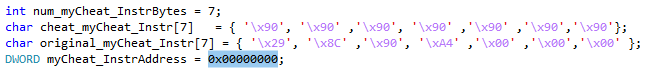 int num_myCheat_InstrBytes = 7;
char cheat_myCheat_Instr[7]   = { '\x90', '\x90' ,'\x90', '\x90' ,'\x90' ,'\x90','\x90'};
char original_myCheat_Instr[7] = { '\x29', '\x8C' ,'\x90', '\xA4' ,'\x00' ,'\x00','\x00' };
DWORD myCheat_InstrAddress = 0x00000000;